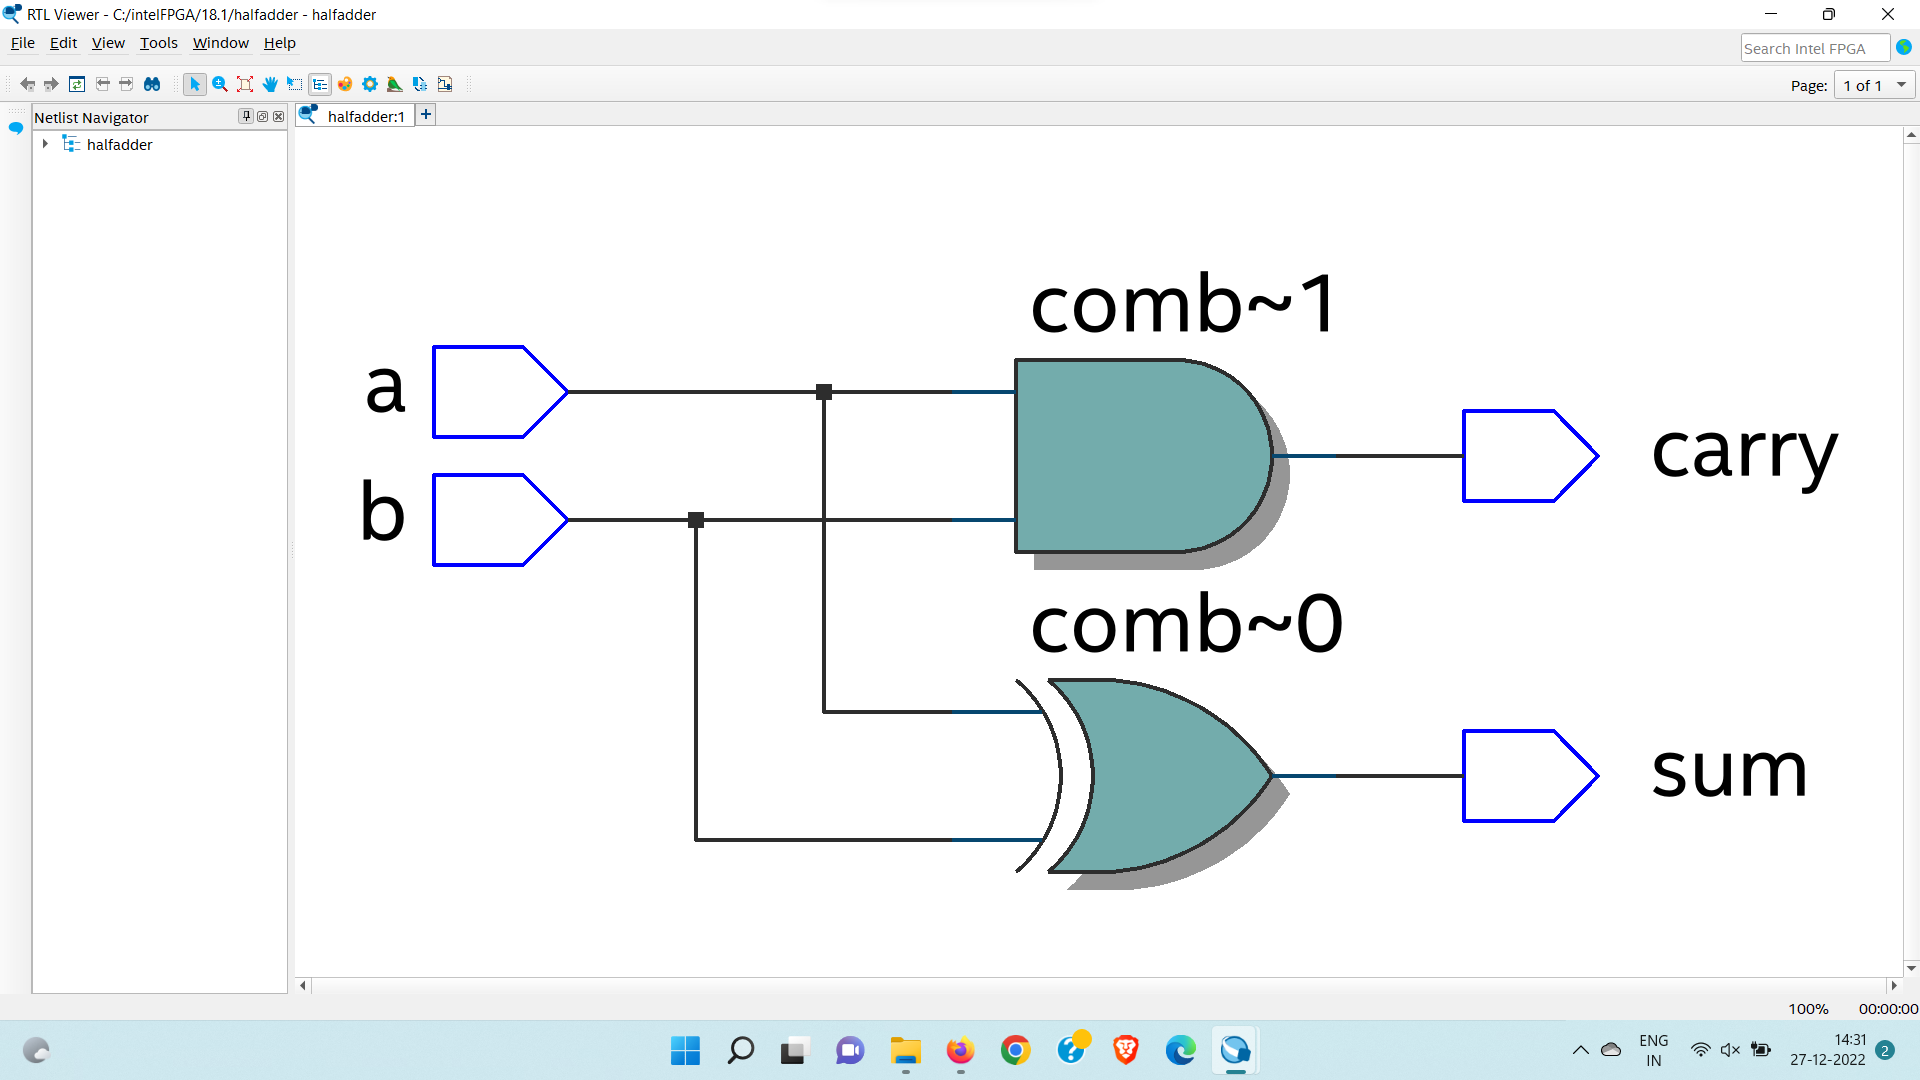 RTL Viewer - C:/intelFPGA/18.1/halfadder - halfadder
File Edit View Tools Window Help
Search Intel FPGA
Page: 1 of 1
Netlist Navigator
halfadder
halfadder:1
comb~1
a
carry
b
comb~0
sum
100% 00:00:00
ENG
IN
14:31
27-12-2022
2